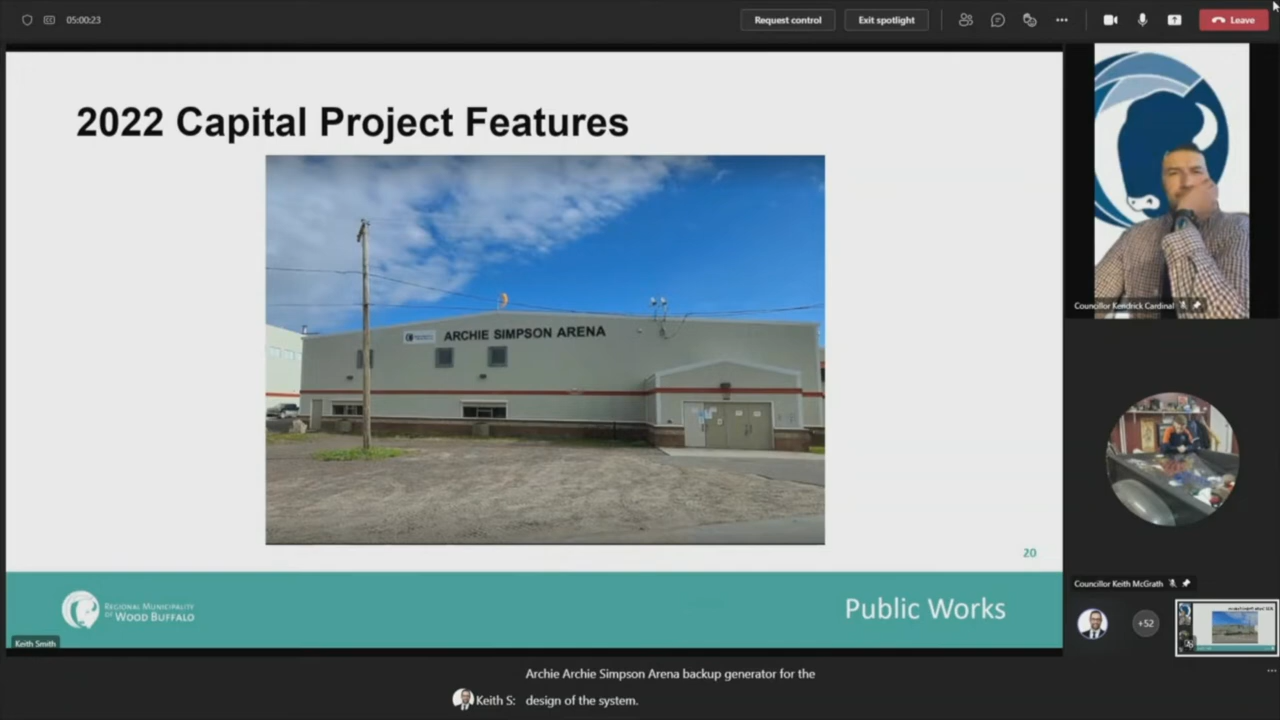 05:00:23
Request control
Exit spotlight
Leave
2022 Capital Project Features
ARCHIE SIMPSON ARENA
20
REGIONAL MUNICIPALITY
OF WOOD BUFFALO
Public Works
Keith Smith
Councillor Kendrick Cardinal
Councillor Keith McGrath
+52
Archie Archie Simpson Arena backup generator for the
Keith S: design of the system.